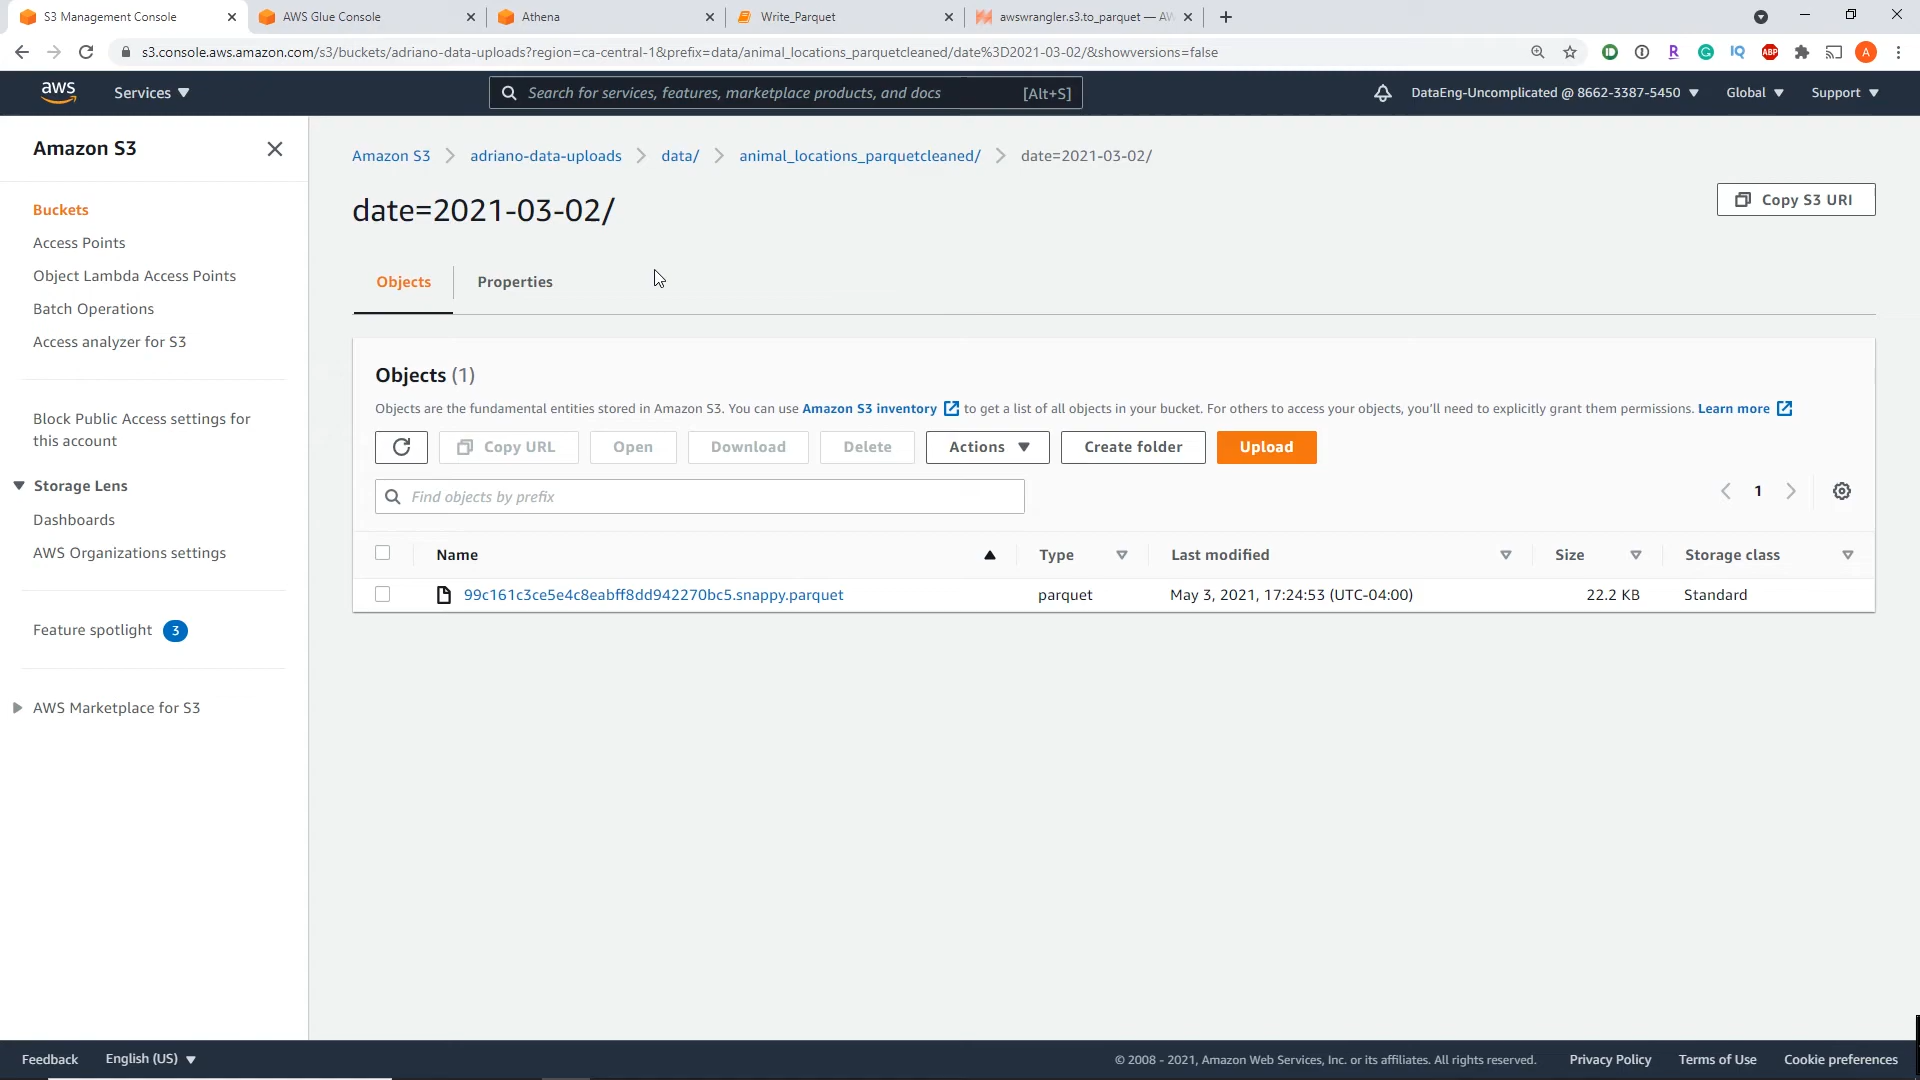 S3 Management Console
AWS Glue Console
Athena
Write_Parquet
awswrangler.s3.to_parquet — AW
s3.console.aws.amazon.com/s3/buckets/adriano-data-uploads?region=ca-central-1&prefix=data/animal_locations_parquetcleaned/date%3D2021-03-02/&showversions=false
R
IQ
ABP
A
aws
Services
Search for services, features, marketplace products, and docs
[Alt+S]
DataEng-Uncomplicated @ 8662-3387-5450
Global
Support
Amazon S3
Buckets
Access Points
Object Lambda Access Points
Batch Operations
Access analyzer for S3
Block Public Access settings for
this account
Storage Lens
Dashboards
AWS Organizations settings
Feature spotlight 3
AWS Marketplace for S3
Amazon S3
adriano-data-uploads
data/
animal_locations_parquetcleaned/
date=2021-03-02/
date=2021-03-02/
Copy S3 URI
Objects
Properties
Objects (1)
Objects are the fundamental entities stored in Amazon S3. You can use Amazon S3 inventory to get a list of all objects in your bucket. For others to access your objects, you'll need to explicitly grant them permissions. Learn more
Copy URL
Open
Download
Delete
Actions
Create folder
Upload
Find objects by prefix
1
Name
Type
Last modified
Size
Storage class
99c161c3ce5e4c8eabff8dd942270bc5.snappy.parquet
parquet
May 3, 2021, 17:24:53 (UTC-04:00)
22.2 KB
Standard
Feedback
English (US)
© 2008 - 2021, Amazon Web Services, Inc. or its affiliates. All rights reserved.
Privacy Policy
Terms of Use
Cookie preferences